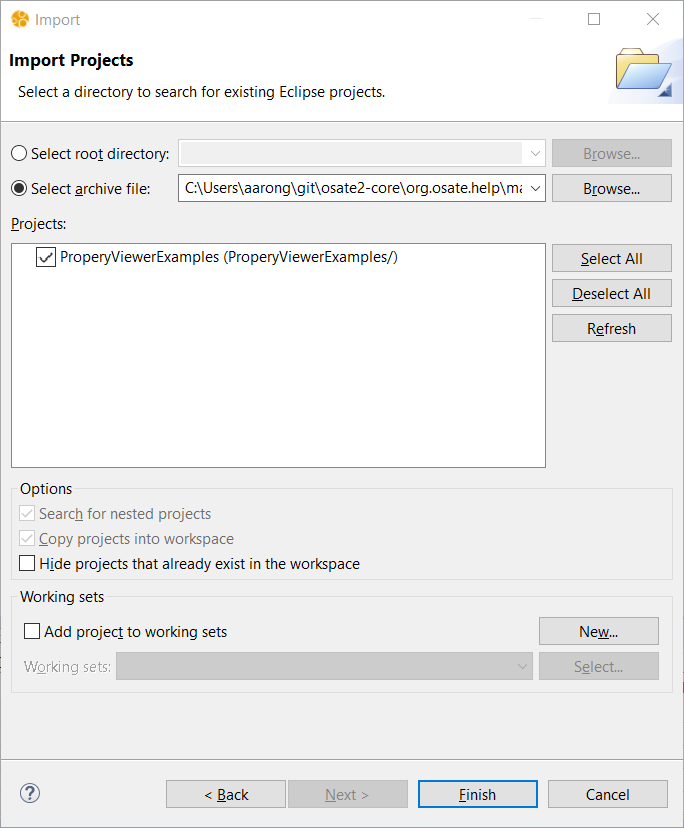 Import
Import Projects
Select a directory to search for existing Eclipse projects.
Select root directory:
Browse...
Select archive file:
C:\Users\aarong\git\osate2-core\org.osate.help\ma
Browse...
Projects:
ProperyViewerExamples (ProperyViewerExamples/)
Select All
Deselect All
Refresh
Options
Search for nested projects
Copy projects into workspace
Hide projects that already exist in the workspace
Working sets
Add project to working sets
New...
Working sets:
Select...
?
< Back
Next >
Finish
Cancel